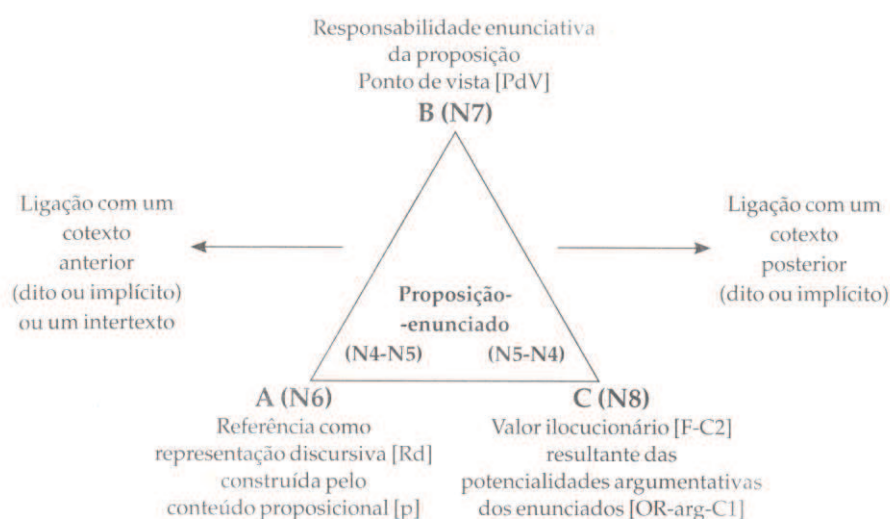 Responsabilidade enunciativa
da proposição
Ponto de vista [PdV]
B (N7)
Ligação com um
cotexto
anterior
(dito ou implícito)
ou um intertexto
Ligação com um
cotexto
posterior
(dito ou implícito)
Proposição-
-enunciado
(N4-N5) (N5-N4)
A (N6)
Referência como
representação discursiva [Rd]
construída pelo
conteúdo proposicional [p]
C (N8)
Valor ilocucionário [F-C2]
resultante das
potencialidades argumentativas
dos enunciados [OR-arg-C1]